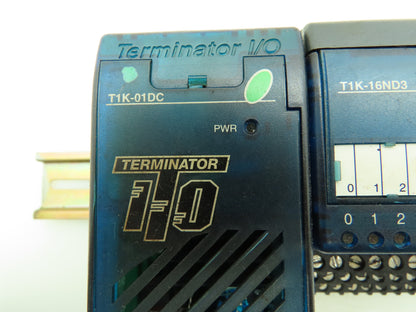 Terminator I/O
T1K-01DC
T1K-16ND3
PWR
TERMINATOR
I/O
0 1 2
0 1 2